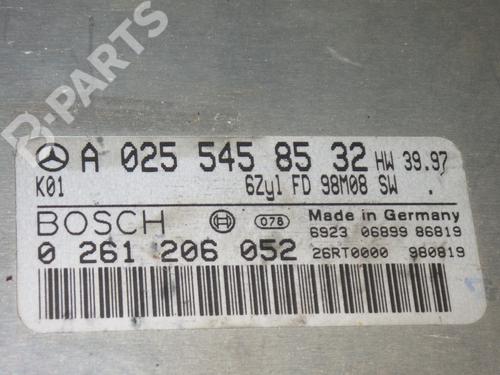 B-PARTS
A 025 545 85 32 HW 39.97
K01 6Zyl FD 98M08 SW .
BOSCH 078 Made in Germany
6923 06899 86819
0 261 206 052 26RT0000 980819